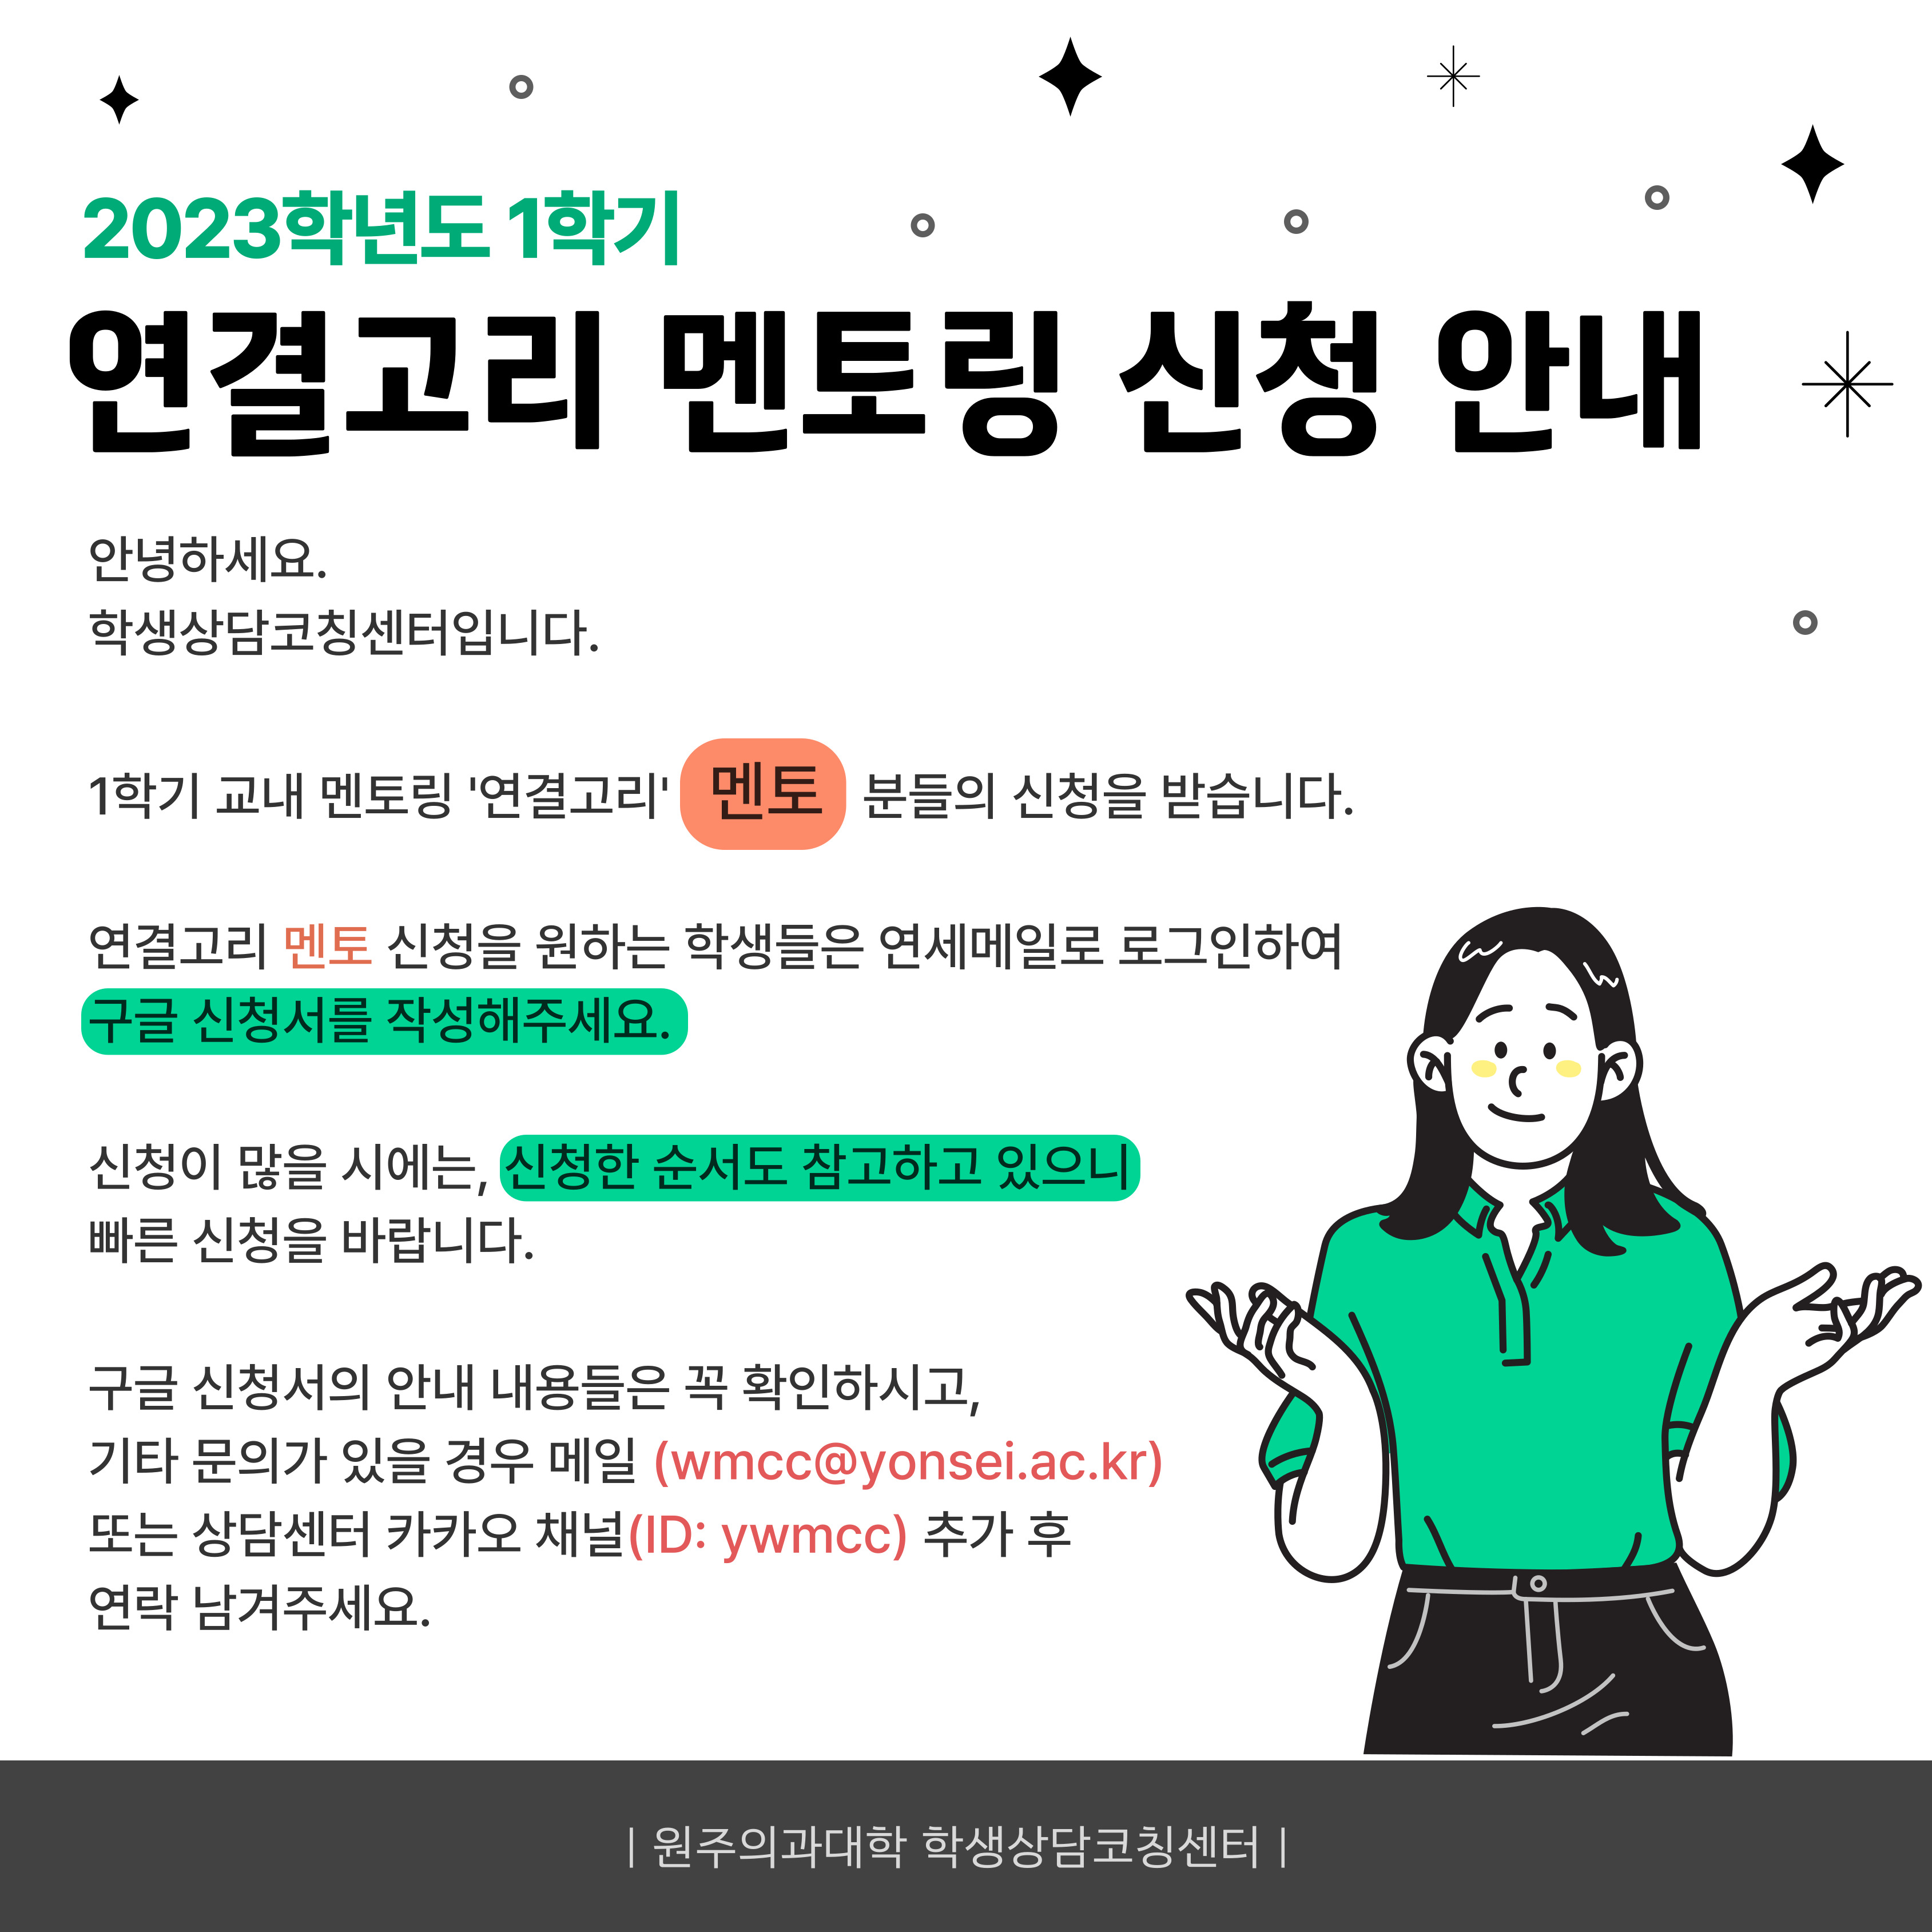 2023학년도 1학기
연결고리 멘토링 신청 안내
안녕하세요.
학생상담코칭센터입니다.
1학기 교내 멘토링 '연결고리' 멘토 분들의 신청을 받습니다.
연결고리 멘토 신청을 원하는 학생들은 연세메일로 로그인하여
구글 신청서를 작성해주세요.
신청이 많을 시에는, 신청한 순서도 참고하고 있으니
빠른 신청을 바랍니다.
구글 신청서의 안내 내용들은 꼭 확인하시고,
기타 문의가 있을 경우 메일 (wmcc@yonsei.ac.kr)
또는 상담센터 카카오 채널(ID: ywmcc) 추가 후
연락 남겨주세요.
| 원주의과대학 학생상담코칭센터 |